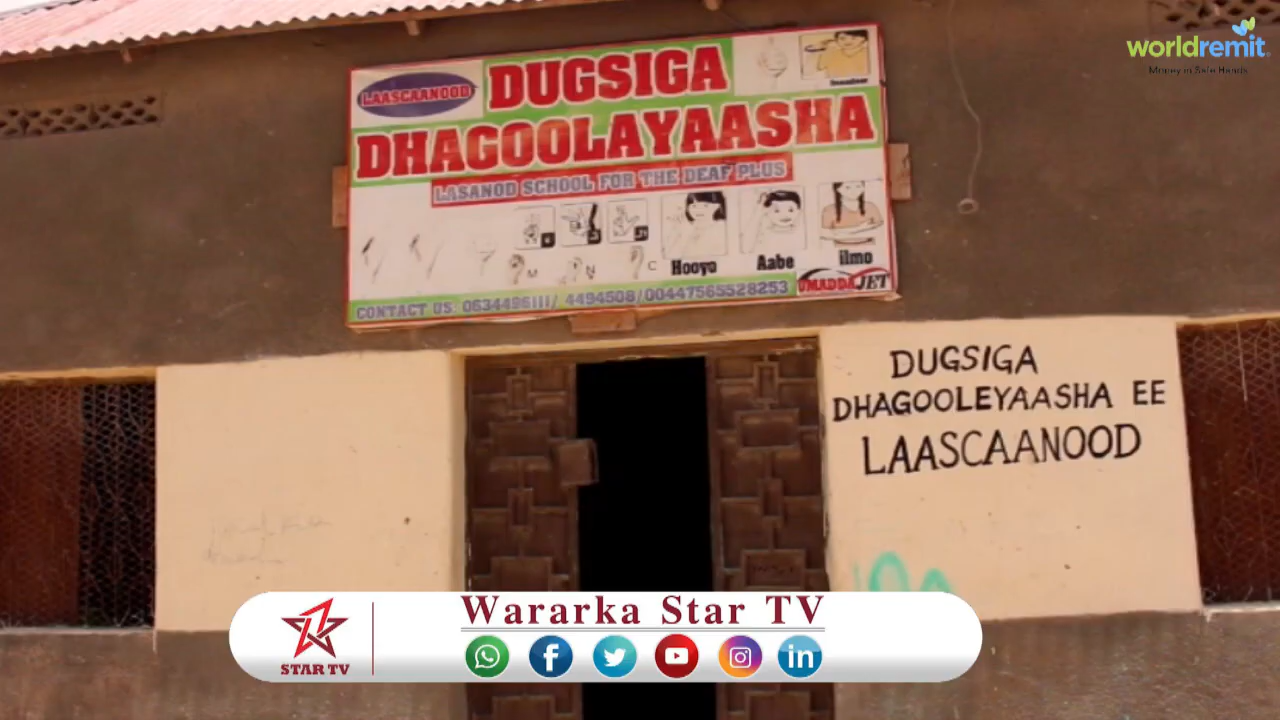 worldremit
Money in Safe Hands
LAASCAANOOD
DUGSIGA
DHAGOOLAYAASHA
LASANOD SCHOOL FOR THE DEAF PLUS
M
N
C
Hooyo
Aabe
ilmo
CONTACT US: 0634496111/ 4494508/00447565528253
UMADDAJET
DUGSIGA
DHAGOOLEYAASHA EE
LAASCAANOOD
STAR TV
Wararka Star TV